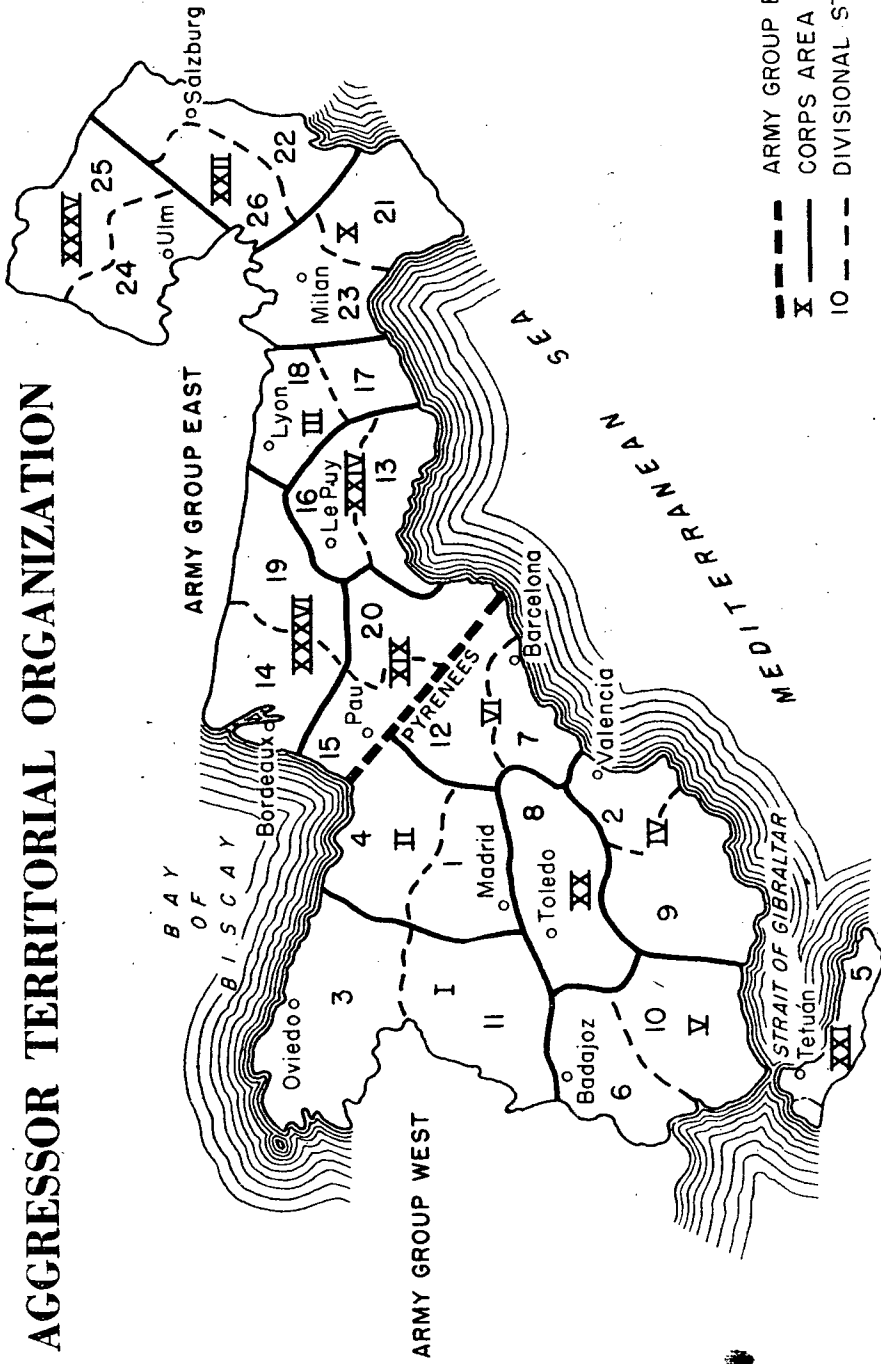 AGGRESSOR TERRITORIAL ORGANIZATION
ARMY GROUP EAST
ARMY GROUP WEST
BAY
OF
BISCAY
XXXV
25
24
Ulm
Salzburg
XXII
22
26
21
X
Milan
23
Lyon
18
III
17
16
Le Puy
XXIV
13
19
XXXVI
14
Bordeaux
20
XIX
Pau
15
PYRENEES
12
VI
7
Barcelona
4
II
1
Madrid
8
Toledo
XX
2
Valencia
IV
9
Oviedo
3
I
11
Badajoz
6
10
V
STRAIT OF GIBRALTAR
Tetuán
XXI
5
MEDITERRANEAN SEA
ARMY GROUP
X CORPS AREA
10 DIVISIONAL